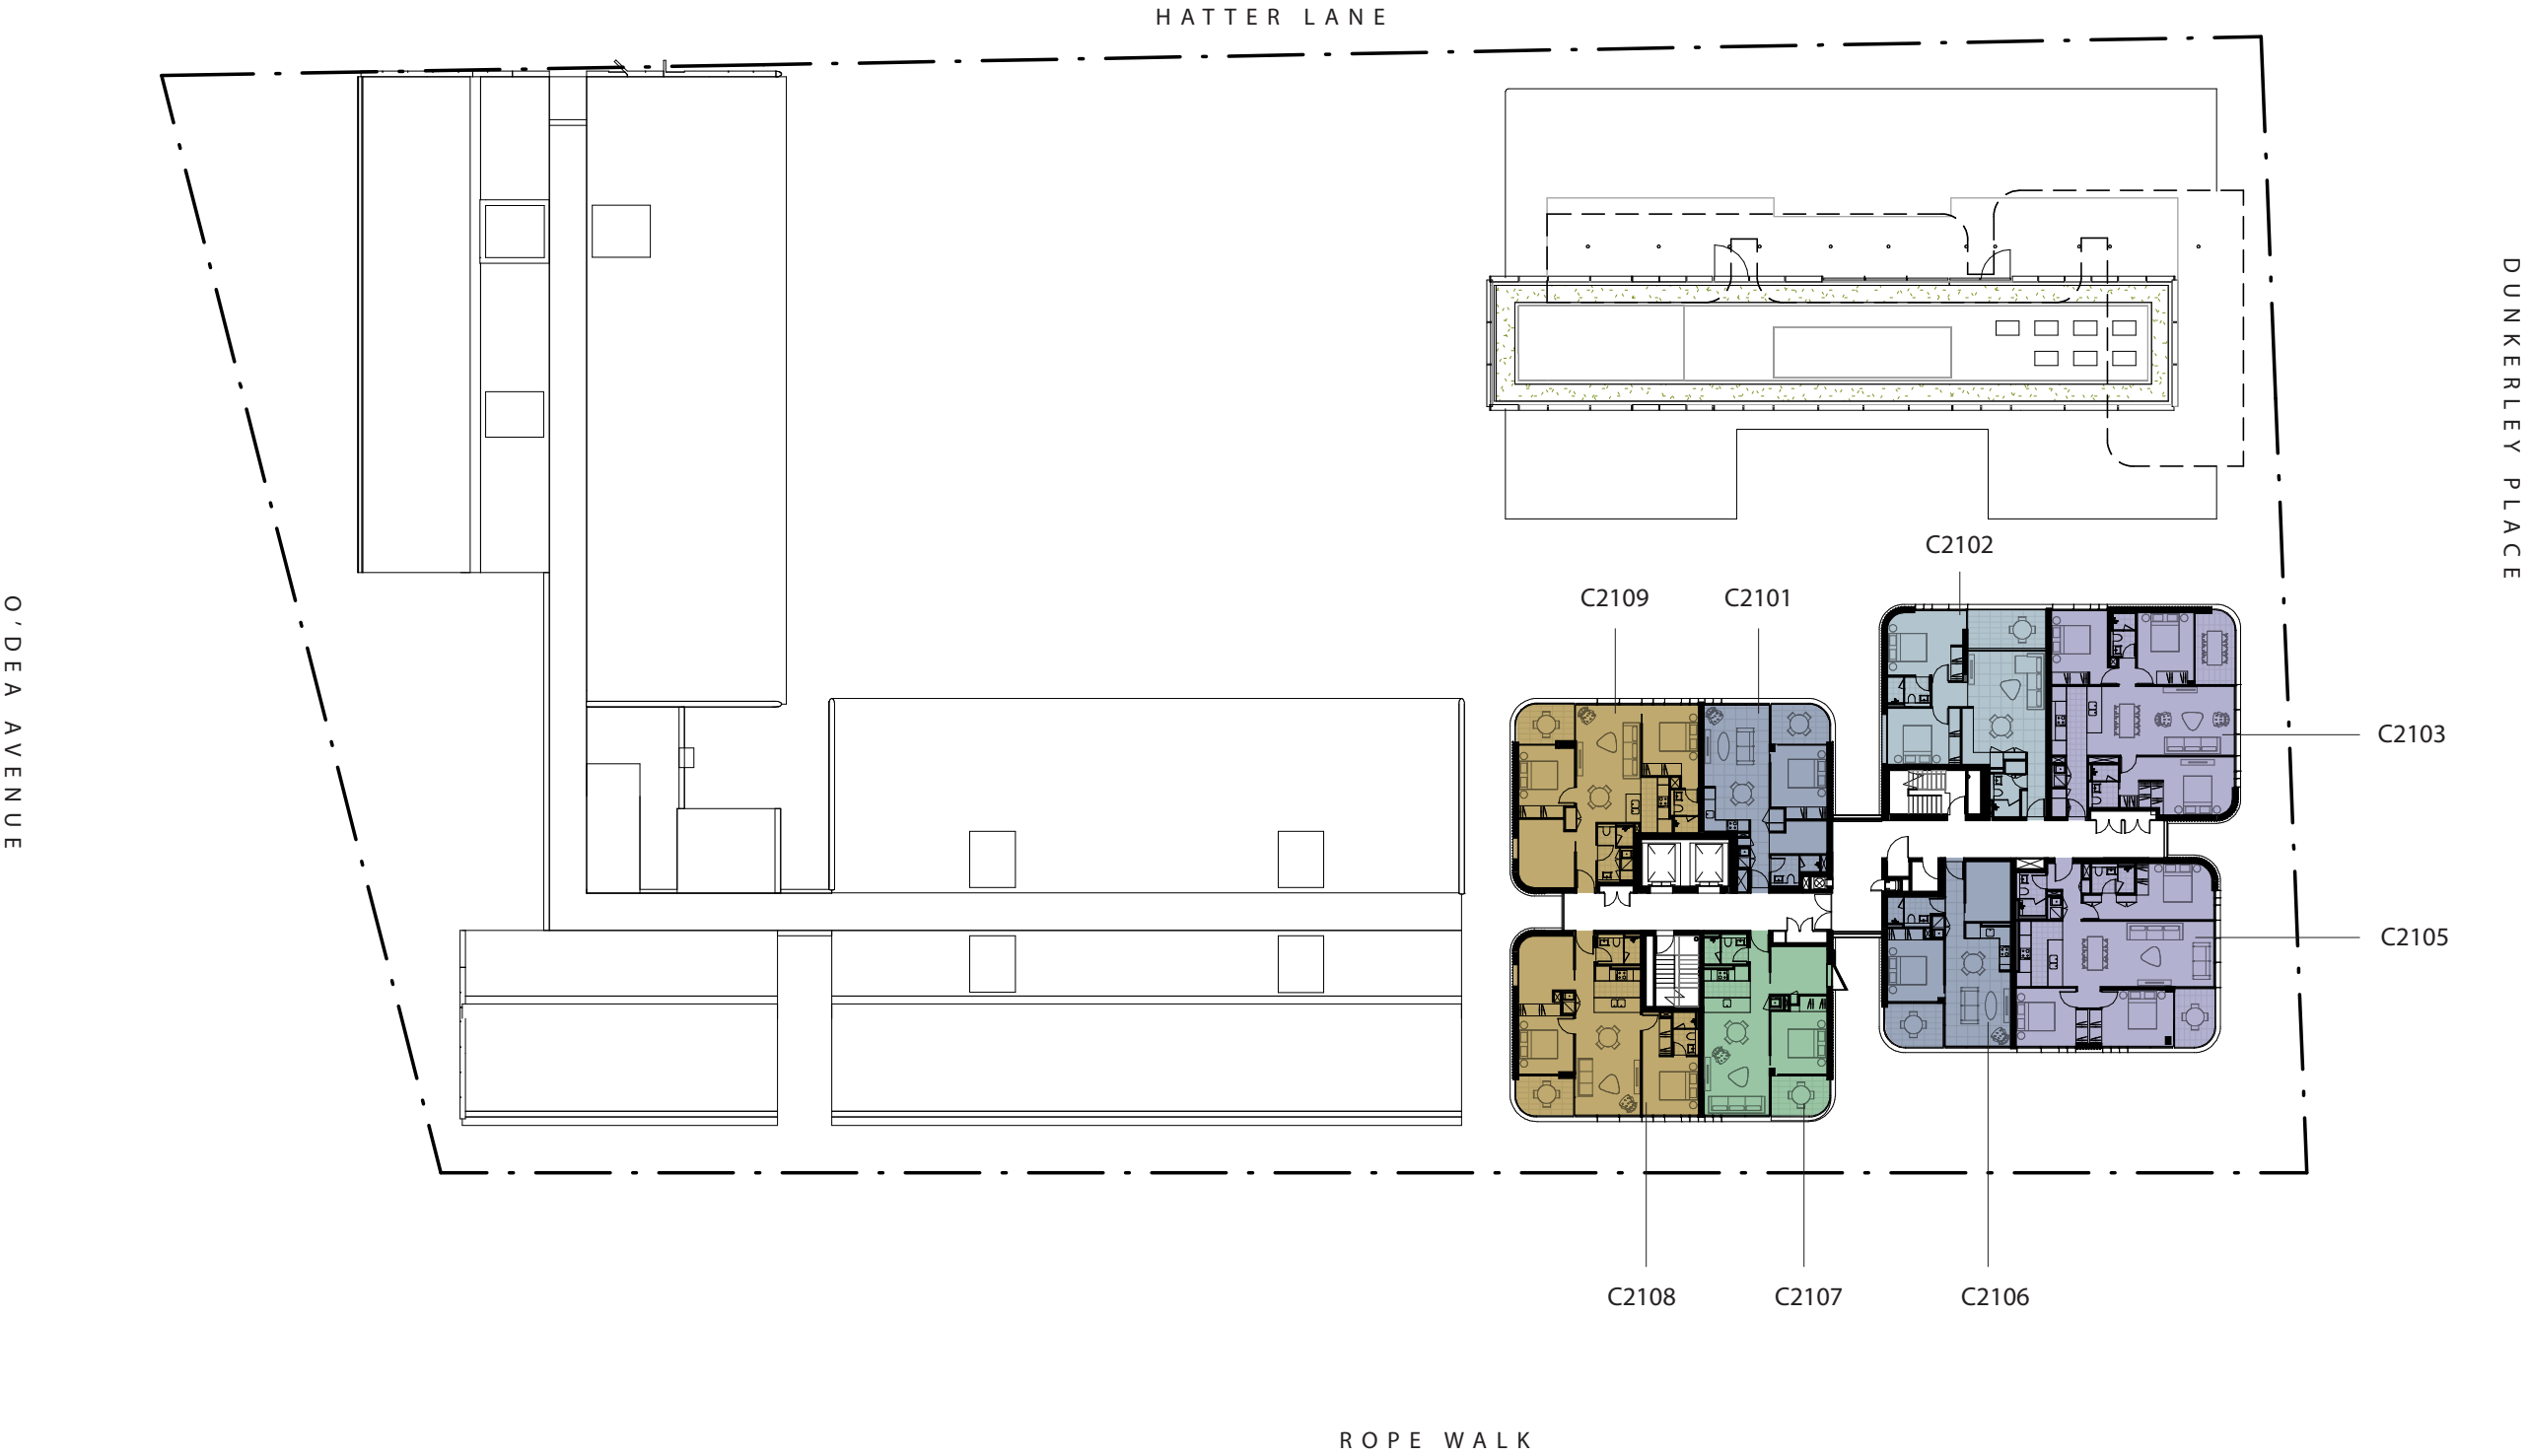 HATTER LANE
DUNKERLEY PLACE
C2102
C2109
C2101
O'DEA AVENUE
C2103
C2105
C2108
C2107
C2106
ROPE WALK